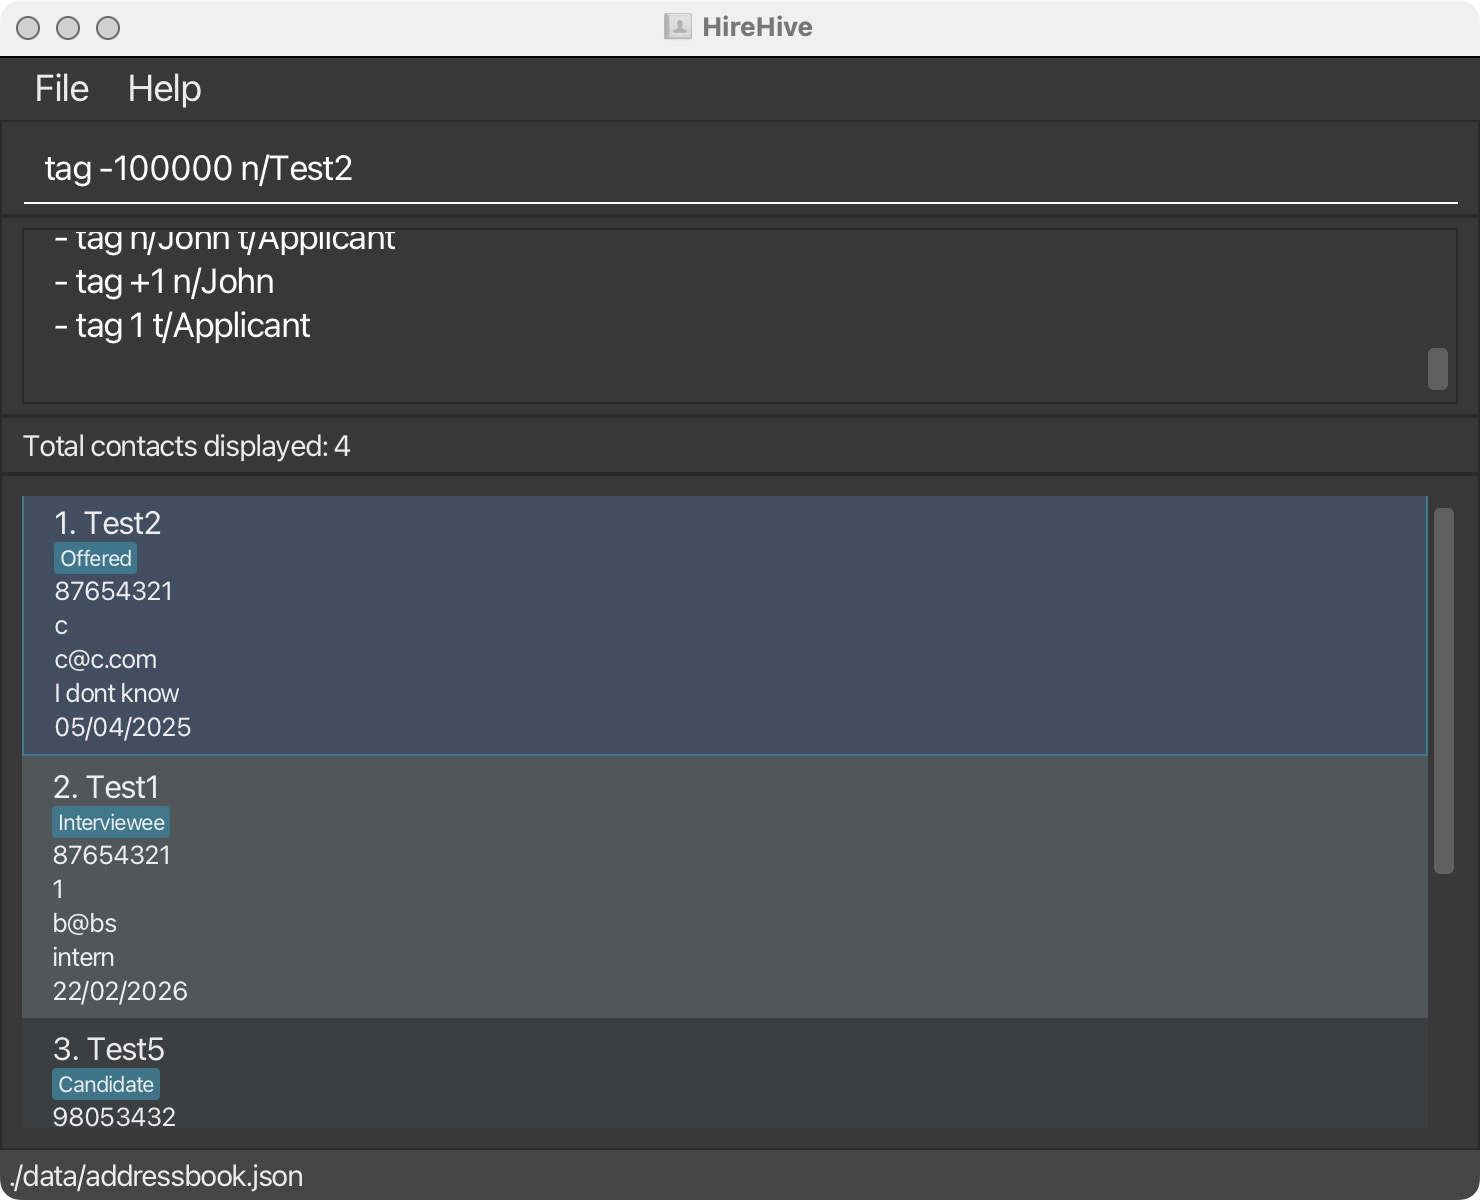 HireHive
File Help
tag -100000 n/Test2
- tag n/John t/Applicant
- tag +1 n/John
- tag 1 t/Applicant
Total contacts displayed: 4
1. Test2
Offered
87654321
c
c@c.com
I dont know
05/04/2025
2. Test1
Interviewee
87654321
1
b@bs
intern
22/02/2026
3. Test5
Candidate
98053432
./data/addressbook.json